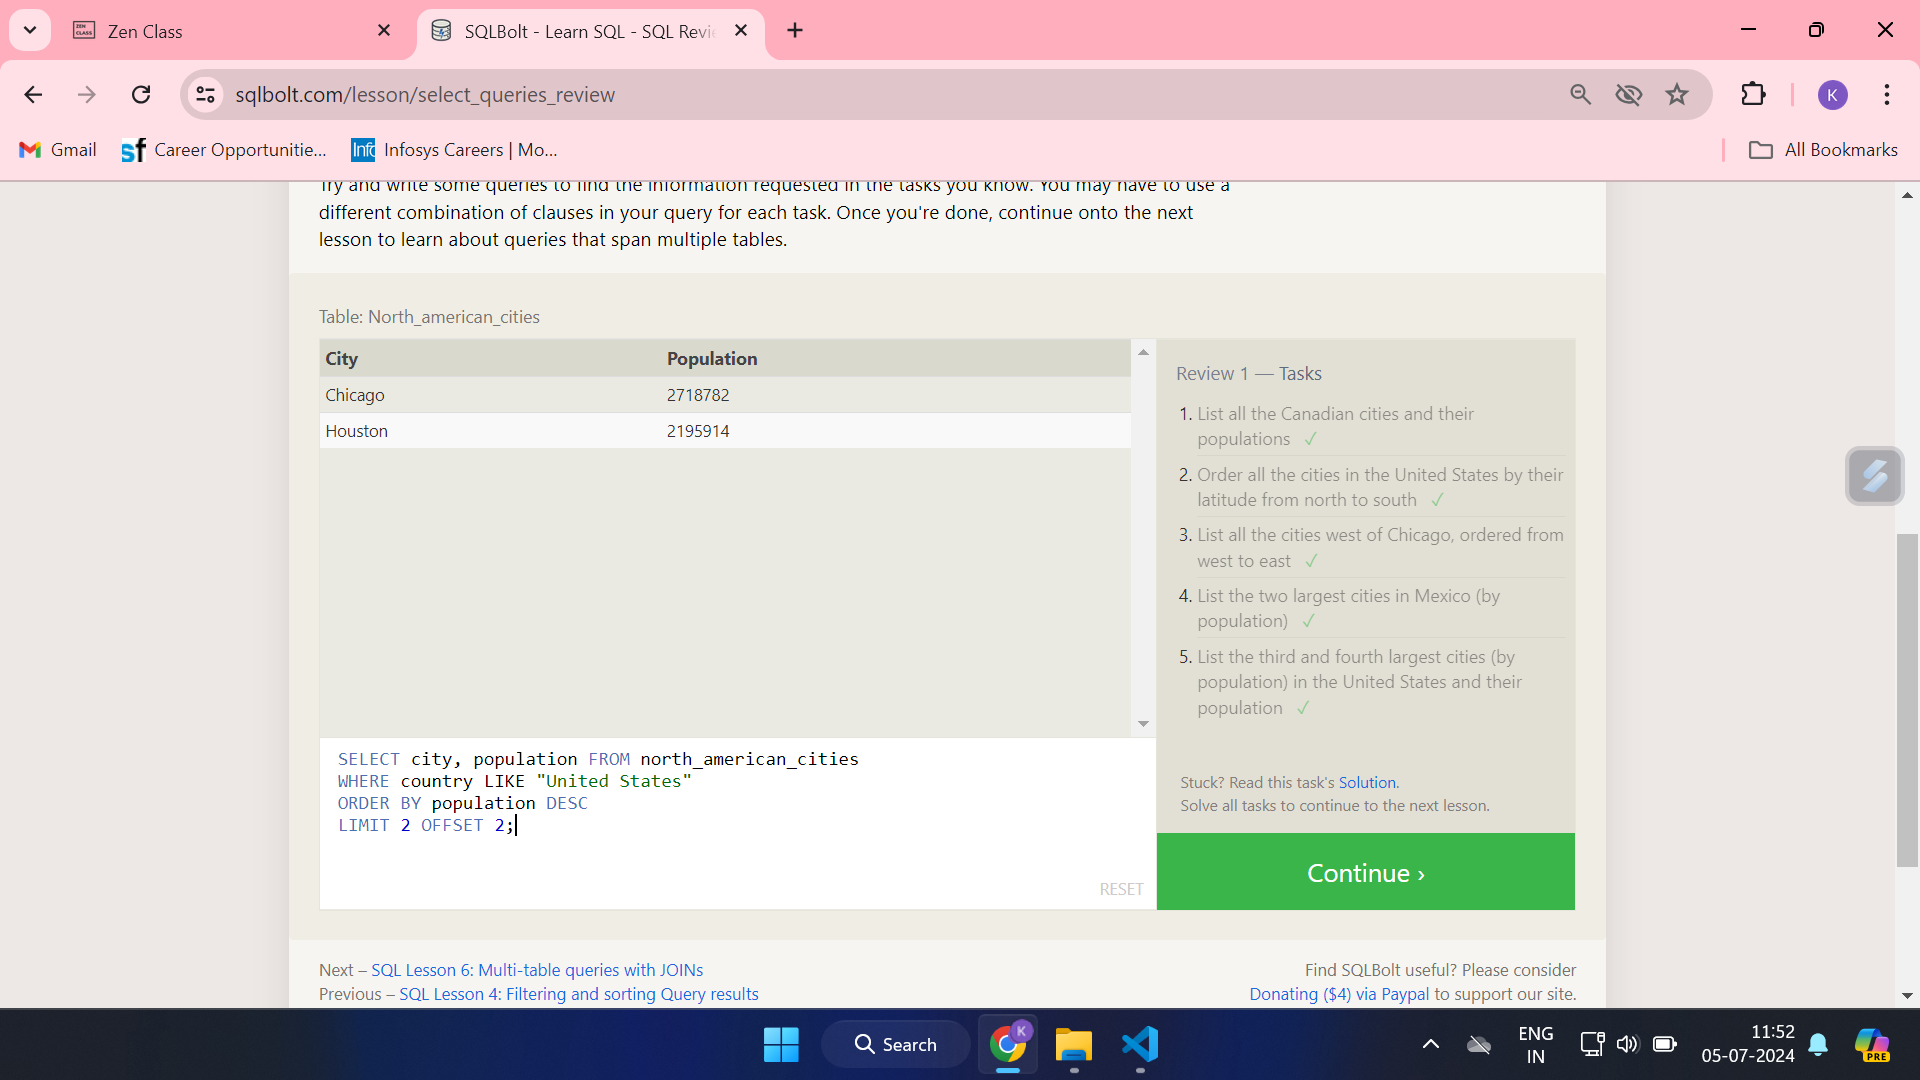 Zen Class
SQLBolt - Learn SQL - SQL Revie
sqlbolt.com/lesson/select_queries_review
K
Gmail
Career Opportunitie...
Infosys Careers | Mo...
All Bookmarks
Try and write some queries to find the information requested in the tasks you know. You may have to use a
different combination of clauses in your query for each task. Once you're done, continue onto the next
lesson to learn about queries that span multiple tables.
Table: North_american_cities
City Population
Chicago 2718782
Houston 2195914
SELECT city, population FROM north_american_cities
WHERE country LIKE "United States"
ORDER BY population DESC
LIMIT 2 OFFSET 2;
RESET
Review 1 — Tasks
1. List all the Canadian cities and their
populations ✓
2. Order all the cities in the United States by their
latitude from north to south ✓
3. List all the cities west of Chicago, ordered from
west to east ✓
4. List the two largest cities in Mexico (by
population) ✓
5. List the third and fourth largest cities (by
population) in the United States and their
population ✓
Stuck? Read this task's Solution.
Solve all tasks to continue to the next lesson.
Continue ›
Next – SQL Lesson 6: Multi-table queries with JOINs
Previous – SQL Lesson 4: Filtering and sorting Query results
Find SQLBolt useful? Please consider
Donating ($4) via Paypal to support our site.
Search
K
ENG
IN
11:52
05-07-2024
PRE